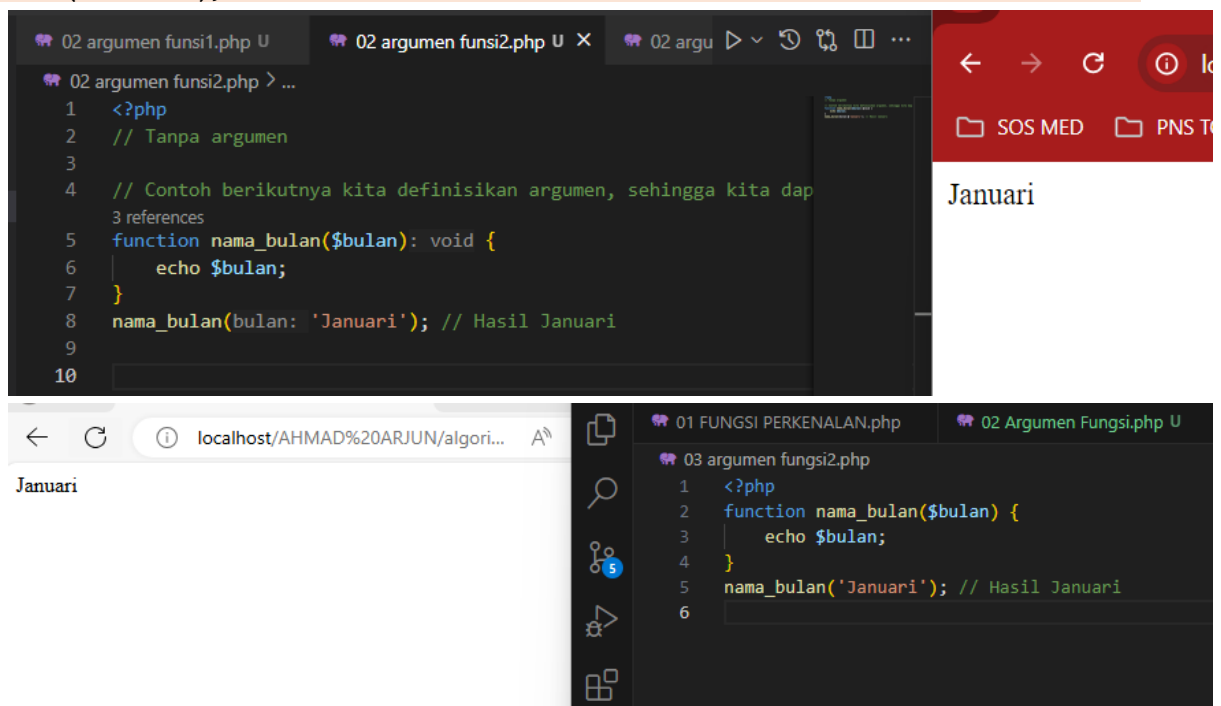 02 argumen funsi1.php U
02 argumen funsi2.php U
02 argu
02 argumen funsi2.php > ...
1 <?php
2 // Tanpa argumen
3
4 // Contoh berikutnya kita definisikan argumen, sehingga kita dap
3 references
5 function nama_bulan($bulan): void {
6 echo $bulan;
7 }
8 nama_bulan(bulan: 'Januari'); // Hasil Januari
9
10
SOS MED
PNS
Januari
localhost/AHMAD%20ARJUN/algori...
Januari
01 FUNGSI PERKENALAN.php
02 Argumen Fungsi.php U
03 argumen fungsi2.php
1 <?php
2 function nama_bulan($bulan) {
3 echo $bulan;
4 }
5 nama_bulan('Januari'); // Hasil Januari
6
5